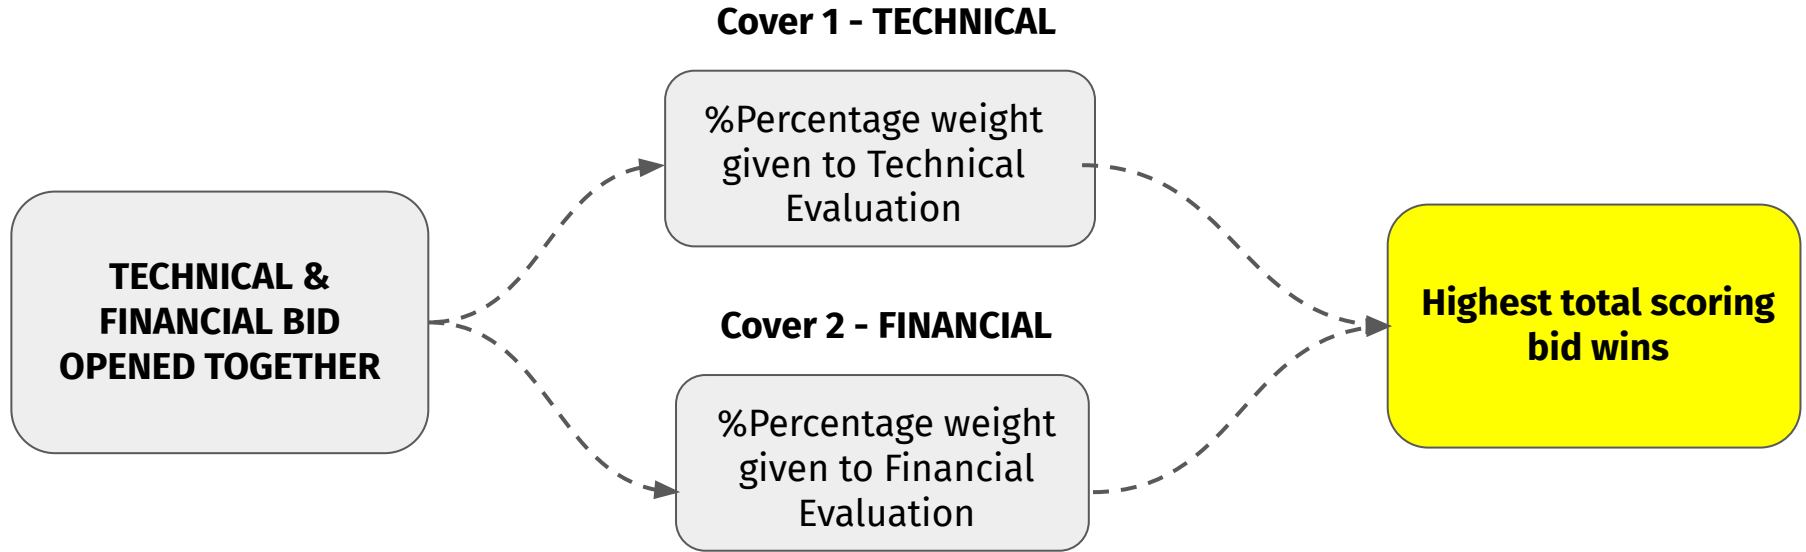 Cover 1 - TECHNICAL
%Percentage weight
given to Technical
Evaluation
TECHNICAL &
FINANCIAL BID
OPENED TOGETHER
Cover 2 - FINANCIAL
%Percentage weight
given to Financial
Evaluation
Highest total scoring
bid wins